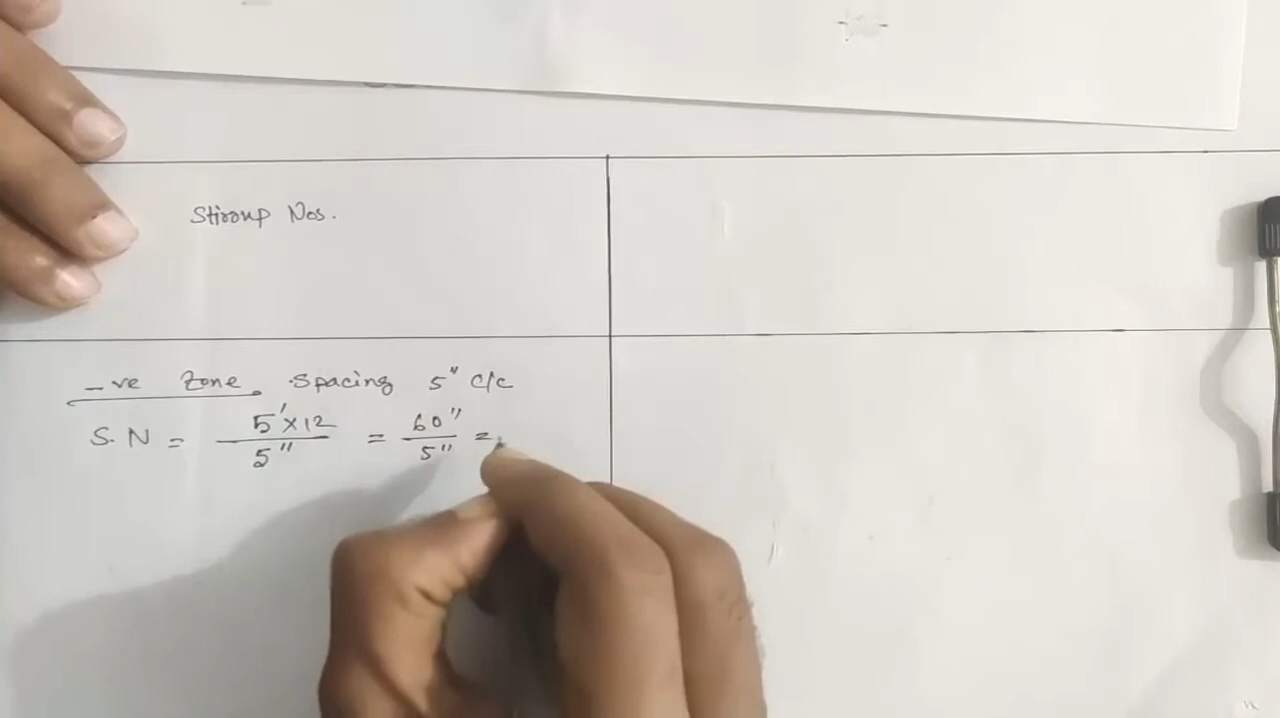 Stirrup Nos.
-ve Zone. Spacing 5" c/c
S.N = 5'x12 / 5" = 60" / 5" =